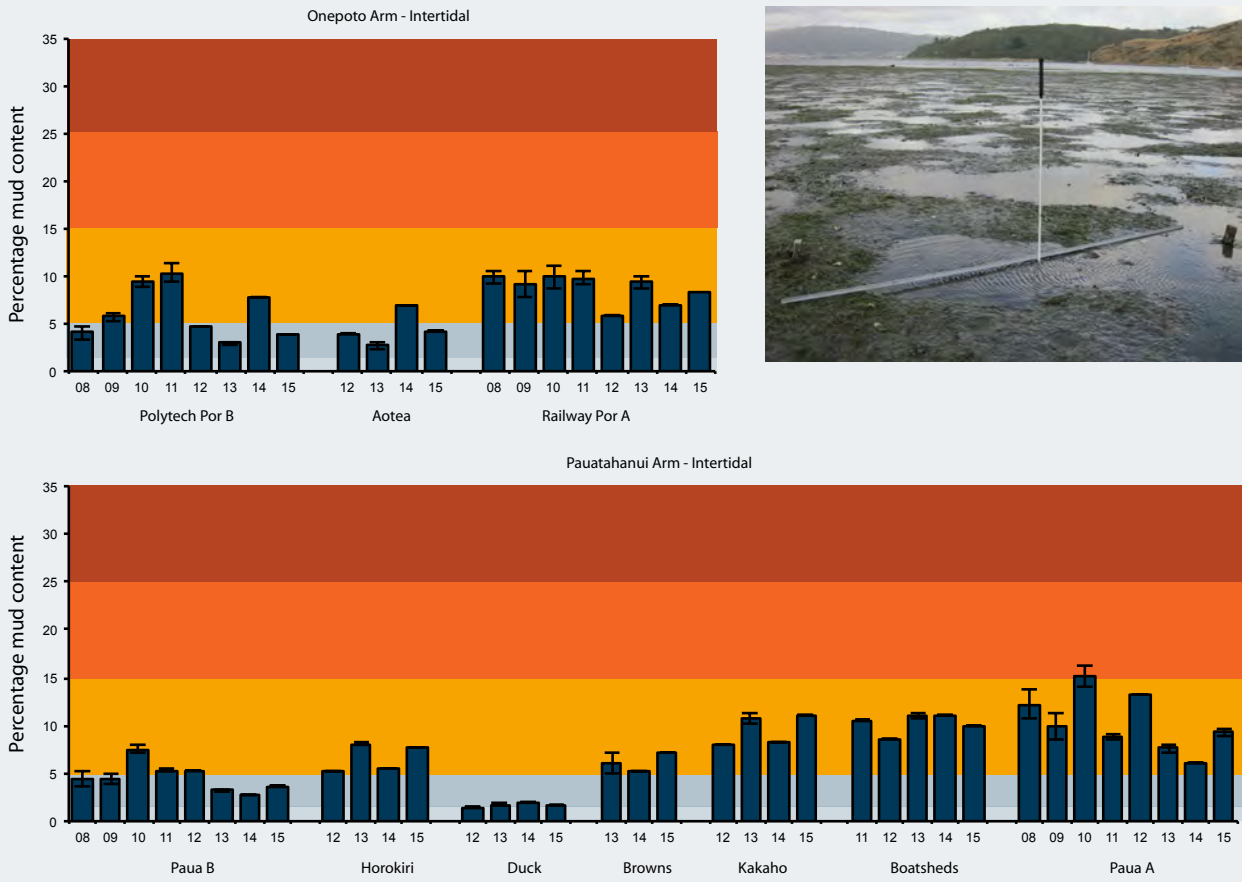 Onepoto Arm - Intertidal
Percentage mud content
35
30
25
20
15
10
5
0
08 09 10 11 12 13 14 15 12 13 14 15 08 09 10 11 12 13 14 15
Polytech Por B Aotea Railway Por A
Pauatahanui Arm - Intertidal
Percentage mud content
35
30
25
20
15
10
5
0
08 09 10 11 12 13 14 15 12 13 14 15 12 13 14 15 13 14 15 12 13 14 15 11 12 13 14 15 08 09 10 11 12 13 14 15
Paua B Horokiri Duck Browns Kakaho Boatsheds Paua A